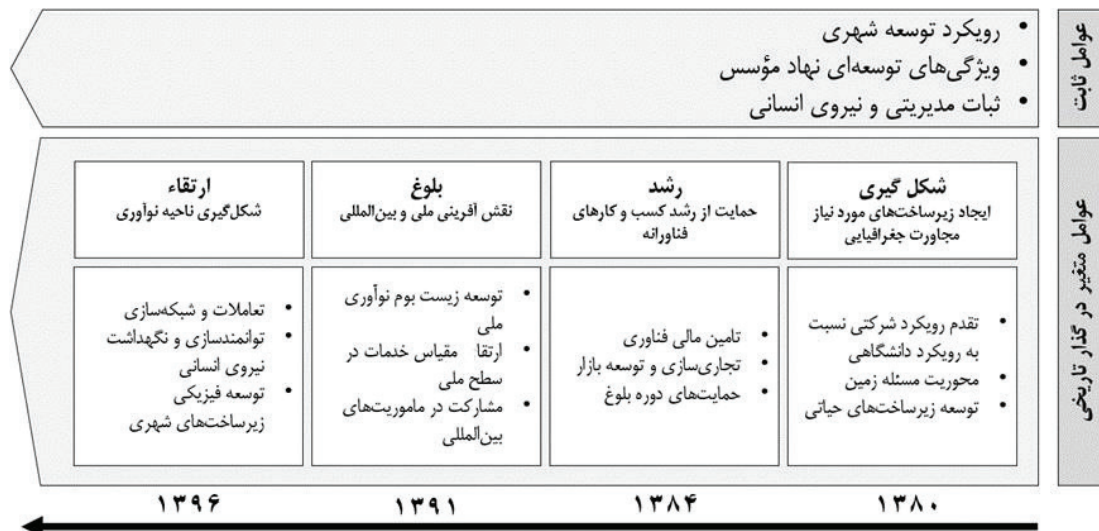 عوامل ثابت
• رویکرد توسعه شهری
• ویژگی‌های توسعه‌ای نهاد مؤسس
• ثبات مدیریتی و نیروی انسانی
عوامل متغیر در گذار تاریخی
شکل گیری
ایجاد زیرساخت‌های مورد نیاز
مجاورت جغرافیایی
رشد
حمایت از رشد کسب و کارهای
فناورانه
بلوغ
نقش آفرینی ملی و بین‌المللی
ارتقاء
شکل‌گیری ناحیه نوآوری
• تقدم رویکرد شرکتی نسبت
به رویکرد دانشگاهی
• محوریت مسئله زمین
• توسعه زیرساخت‌های حیاتی
• تامین مالی فناوری
• تجاری‌سازی و توسعه بازار
• حمایت‌های دوره بلوغ
• توسعه زیست بوم نوآوری
ملی
• ارتقا مقیاس خدمات در
سطح ملی
• مشارکت در ماموریت‌های
بین‌المللی
• تعاملات و شبکه‌سازی
• توانمندسازی و نگهداشت
نیروی انسانی
• توسعه فیزیکی
زیرساخت‌های شهری
۱۳۸۰
۱۳۸۴
۱۳۹۱
۱۳۹۶